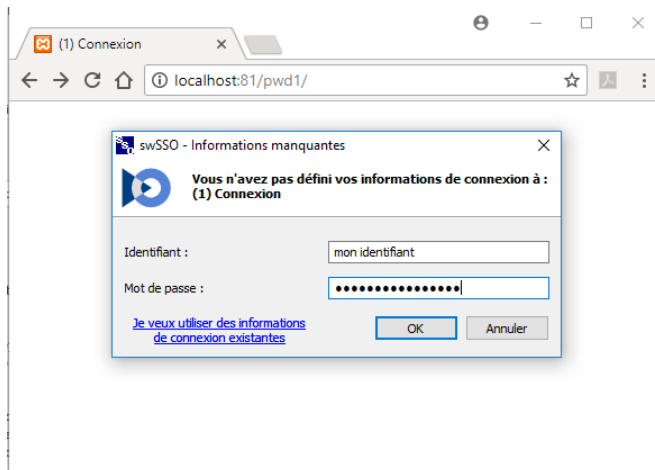 (1) Connexion
localhost:81/pwd1/
swSSO - Informations manquantes
Vous n'avez pas défini vos informations de connexion à :
(1) Connexion
Identifiant :
mon identifiant
Mot de passe :
Je veux utiliser des informations
de connexion existantes
OK
Annuler